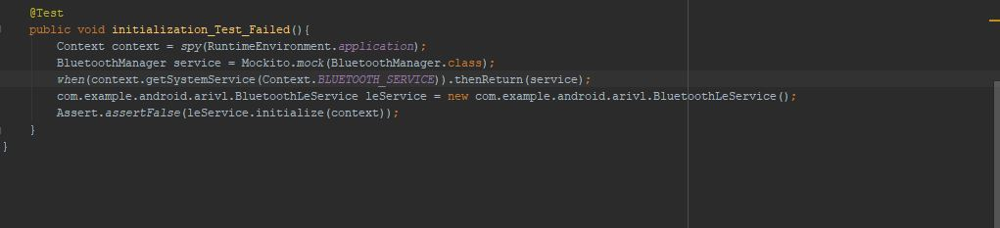 @Test
public void initialization_Test_Failed(){
Context context = spy(RuntimeEnvironment.application);
BluetoothManager service = Mockito.mock(BluetoothManager.class);
when(context.getSystemService(Context.BLUETOOTH_SERVICE)).thenReturn(service);
com.example.android.arivl.BluetoothLeService leService = new com.example.android.arivl.BluetoothLeService();
Assert.assertFalse(leService.initialize(context));
}
}